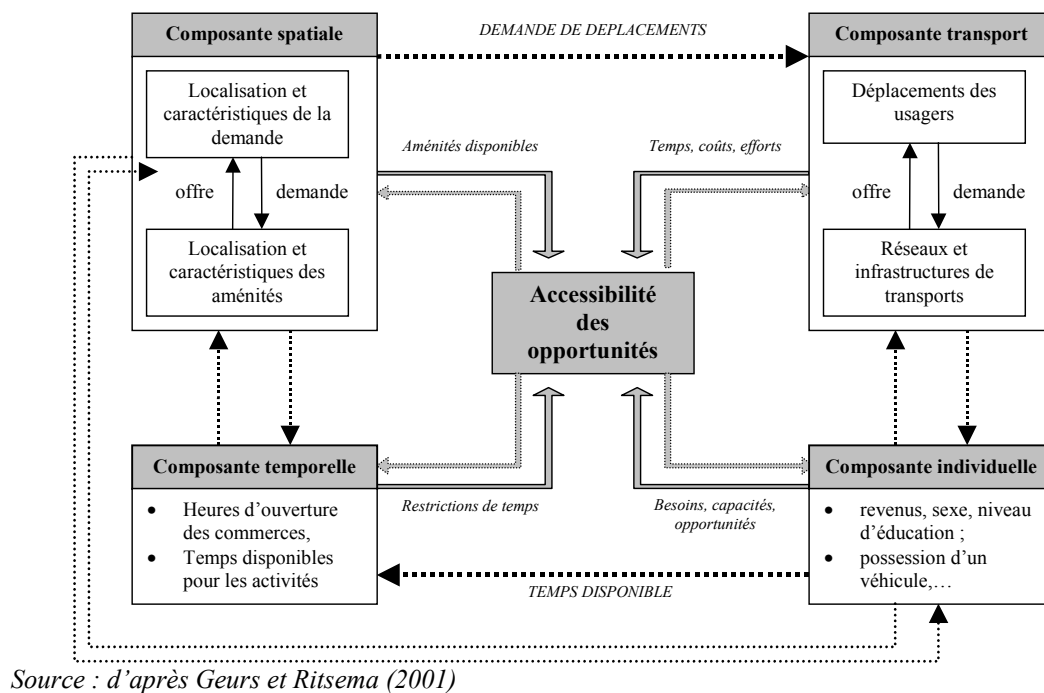 Composante spatiale
DEMANDE DE DEPLACEMENTS
Composante transport
Localisation et
caractéristiques de la
demande
offre
demande
Localisation et
caractéristiques des
aménités
Aménités disponibles
Temps, coûts, efforts
Déplacements des
usagers
offre
demande
Réseaux et
infrastructures de
transports
Accessibilité
des
opportunités
Composante temporelle
• Heures d’ouverture
des commerces,
• Temps disponibles
pour les activités
Restrictions de temps
Besoins, capacités,
opportunités
Composante individuelle
• revenus, sexe, niveau
d’éducation ;
• possession d’un
véhicule,…
TEMPS DISPONIBLE
Source : d’après Geurs et Ritsema (2001)